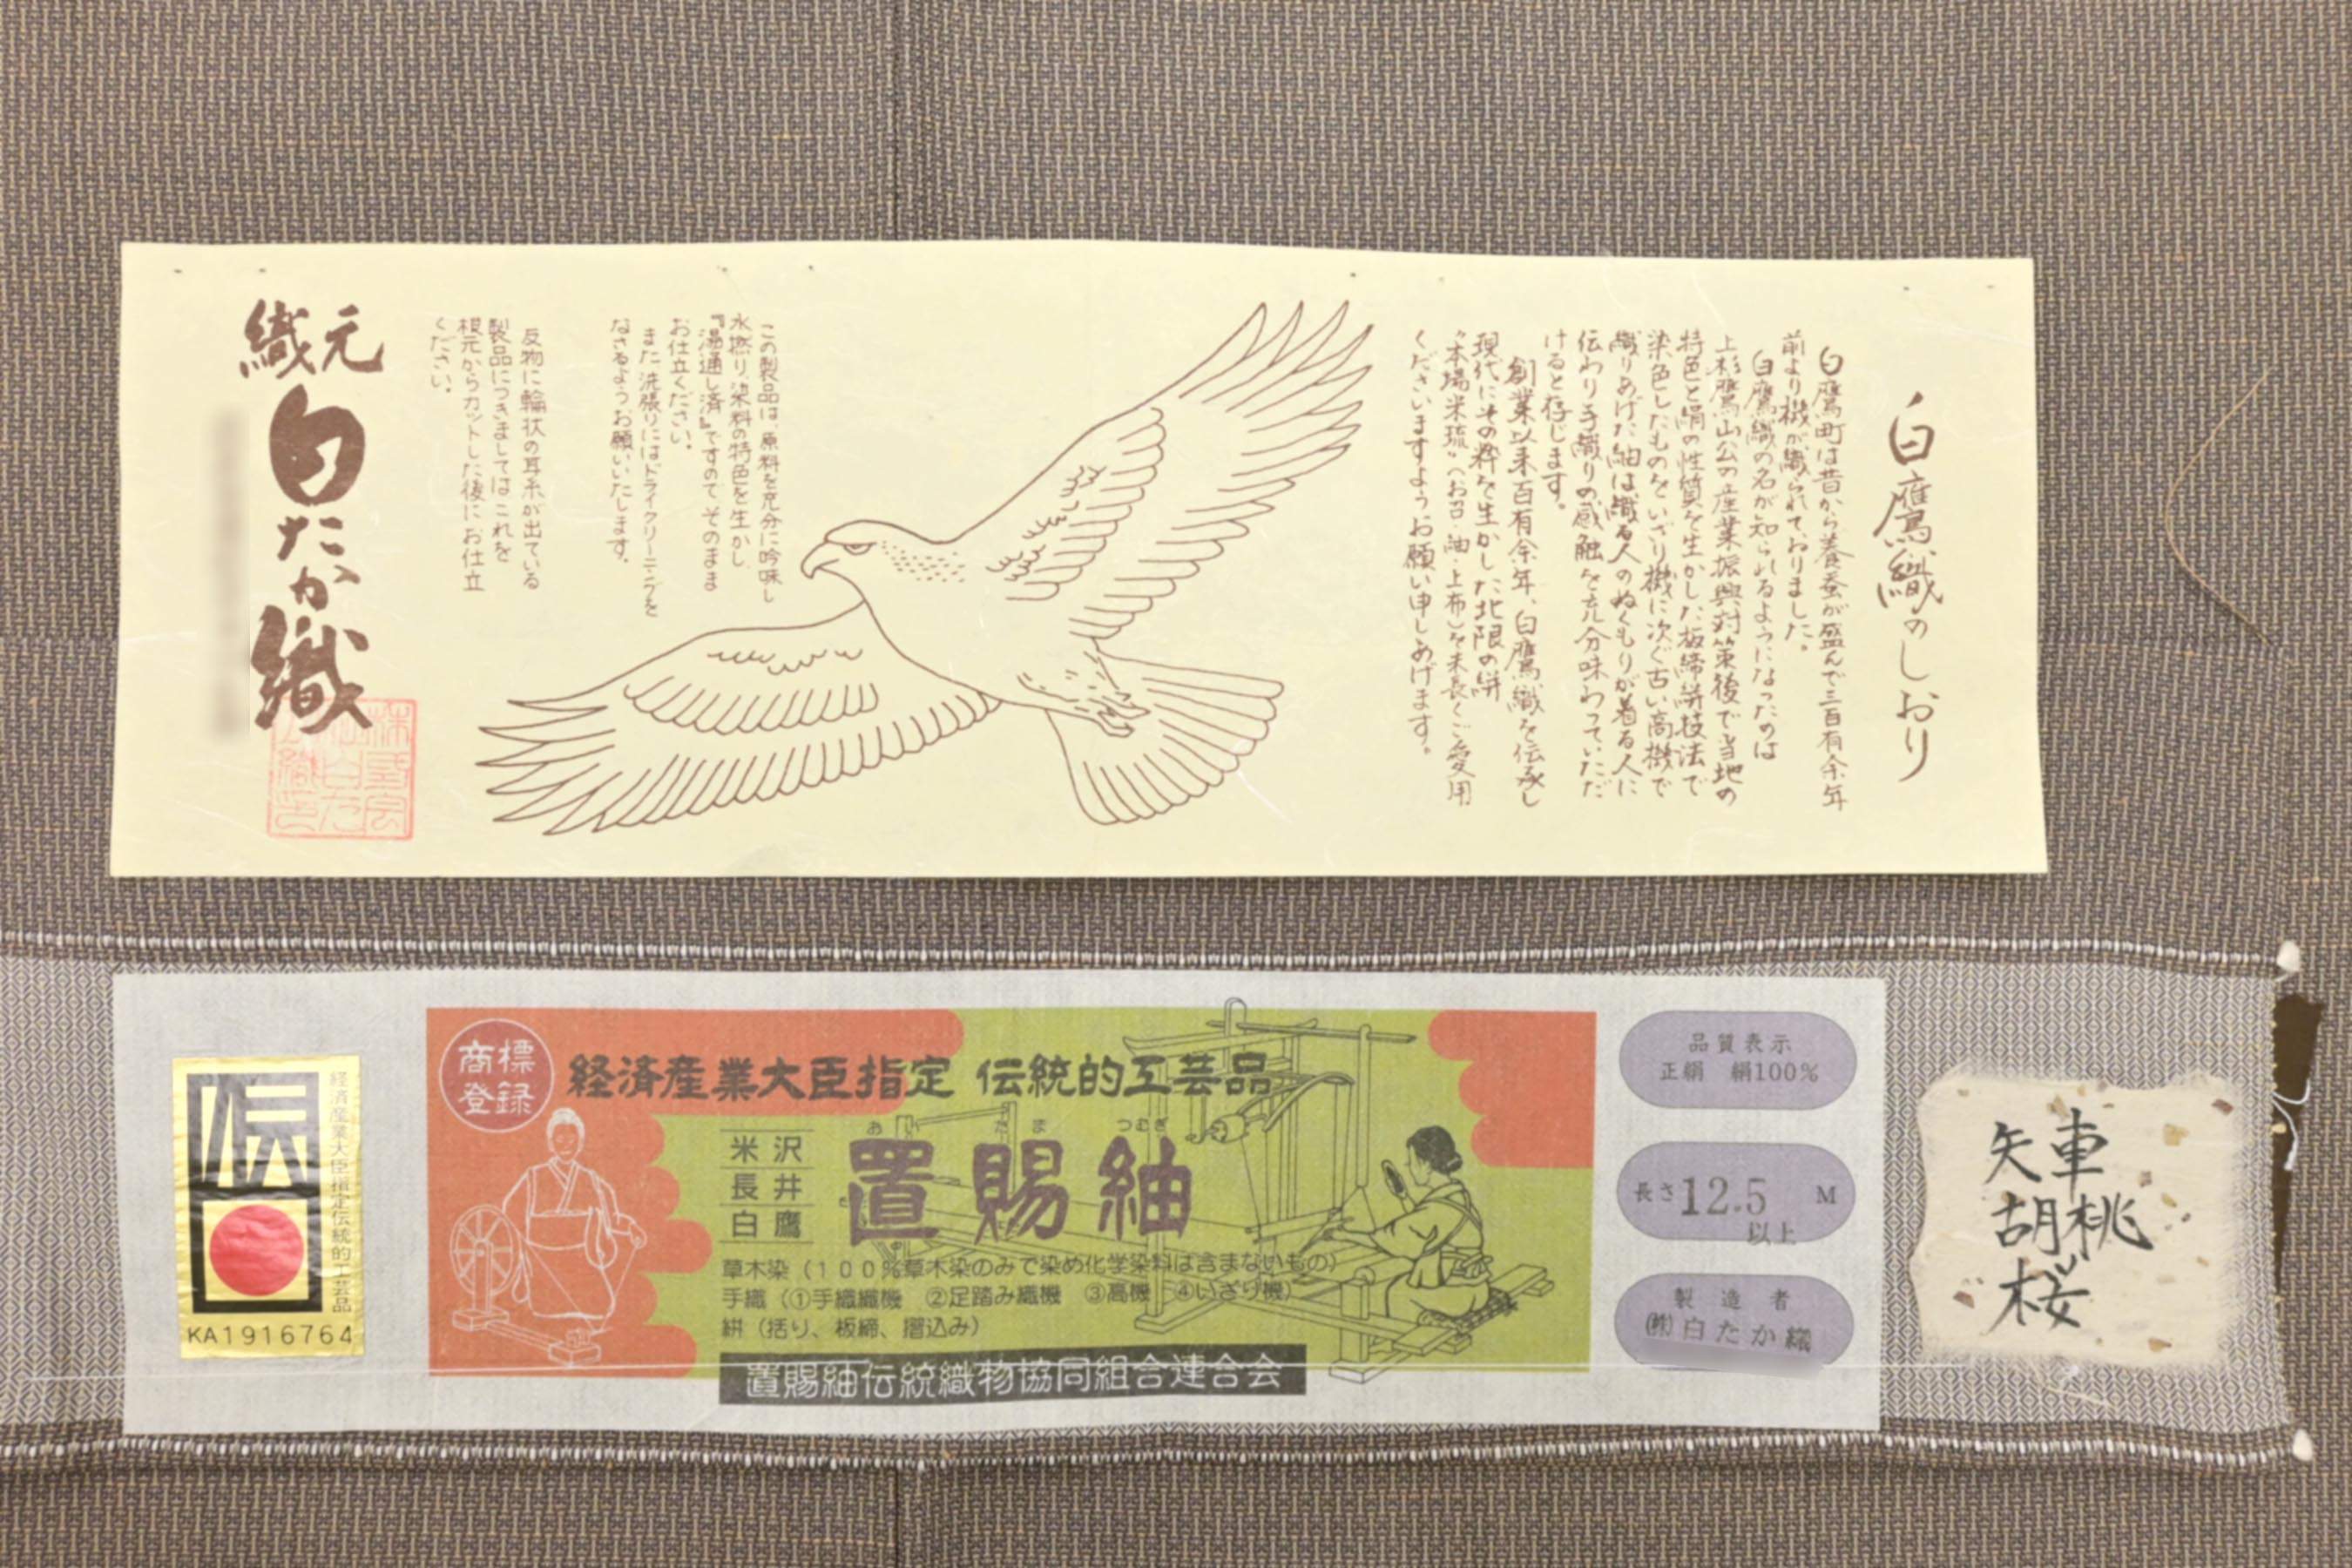 白鷹織のしおり
白鷹町は昔から養蚕が盛んで三百有余年
前より機が織られておりました。
白鷹織の名が知られるようになったのは
上杉鷹山公の産業振興対策後で当地の
特色と絹の性質を生かした板締絣技法で
染色したものをいざり機に次ぐ古い高機で
織りあげた紬は織る人のぬくもりが着る人に
伝わり手織りの感触を充分味わっていただ
けると存じます。
創業以来百有余年、白鷹織を伝承し
現代にその粋を生かした北限の絣
“本場米琉”(お召・紬・上布)を末長くご愛用
くださいますようお願い申しあげます。
この製品は、原料を充分に吟味し
水撚り染料の特色を生かし
『湯通し済』ですのでそのまま
お仕立ください。
また洗張りにはドライクリーニングを
なさるようお願いいたします。
反物に輪状の耳糸が出ている
製品につきましてはこれを
根元からカットした後にお仕立
ください。
織元
白たか織
経済産業大臣指定伝統的工芸品
伝
KA1916764
商標
登録
経済産業大臣指定 伝統的工芸品
米沢
長井
白鷹
おいたまつむぎ
置賜紬
草木染(100%草木染のみで染め化学染料は含まないもの)
手織(①手織織機 ②足踏み織機 ③高機 ④いざり機)
絣(括り、板締、摺込み)
置賜紬伝統織物協同組合連合会
品質表示
正絹 絹100%
長さ12.5 M
以上
製造者
㈱白たか織
矢車
胡桃
桜